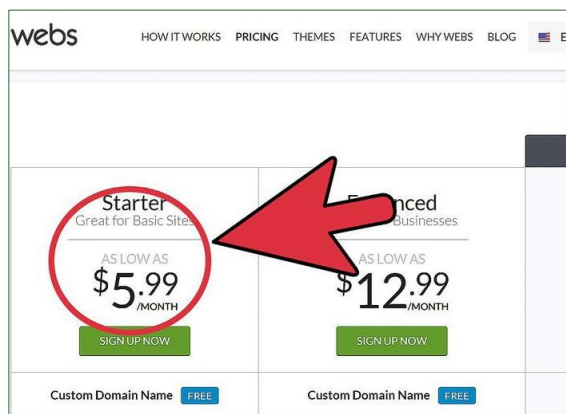 webs
HOW IT WORKS PRICING THEMES FEATURES WHY WEBS BLOG E
Starter
Great for Basic Sites
AS LOW AS
$5.99
/MONTH
SIGN UP NOW
Custom Domain Name FREE
nced
Businesses
AS LOW AS
$12.99
/MONTH
SIGN UP NOW
Custom Domain Name FREE